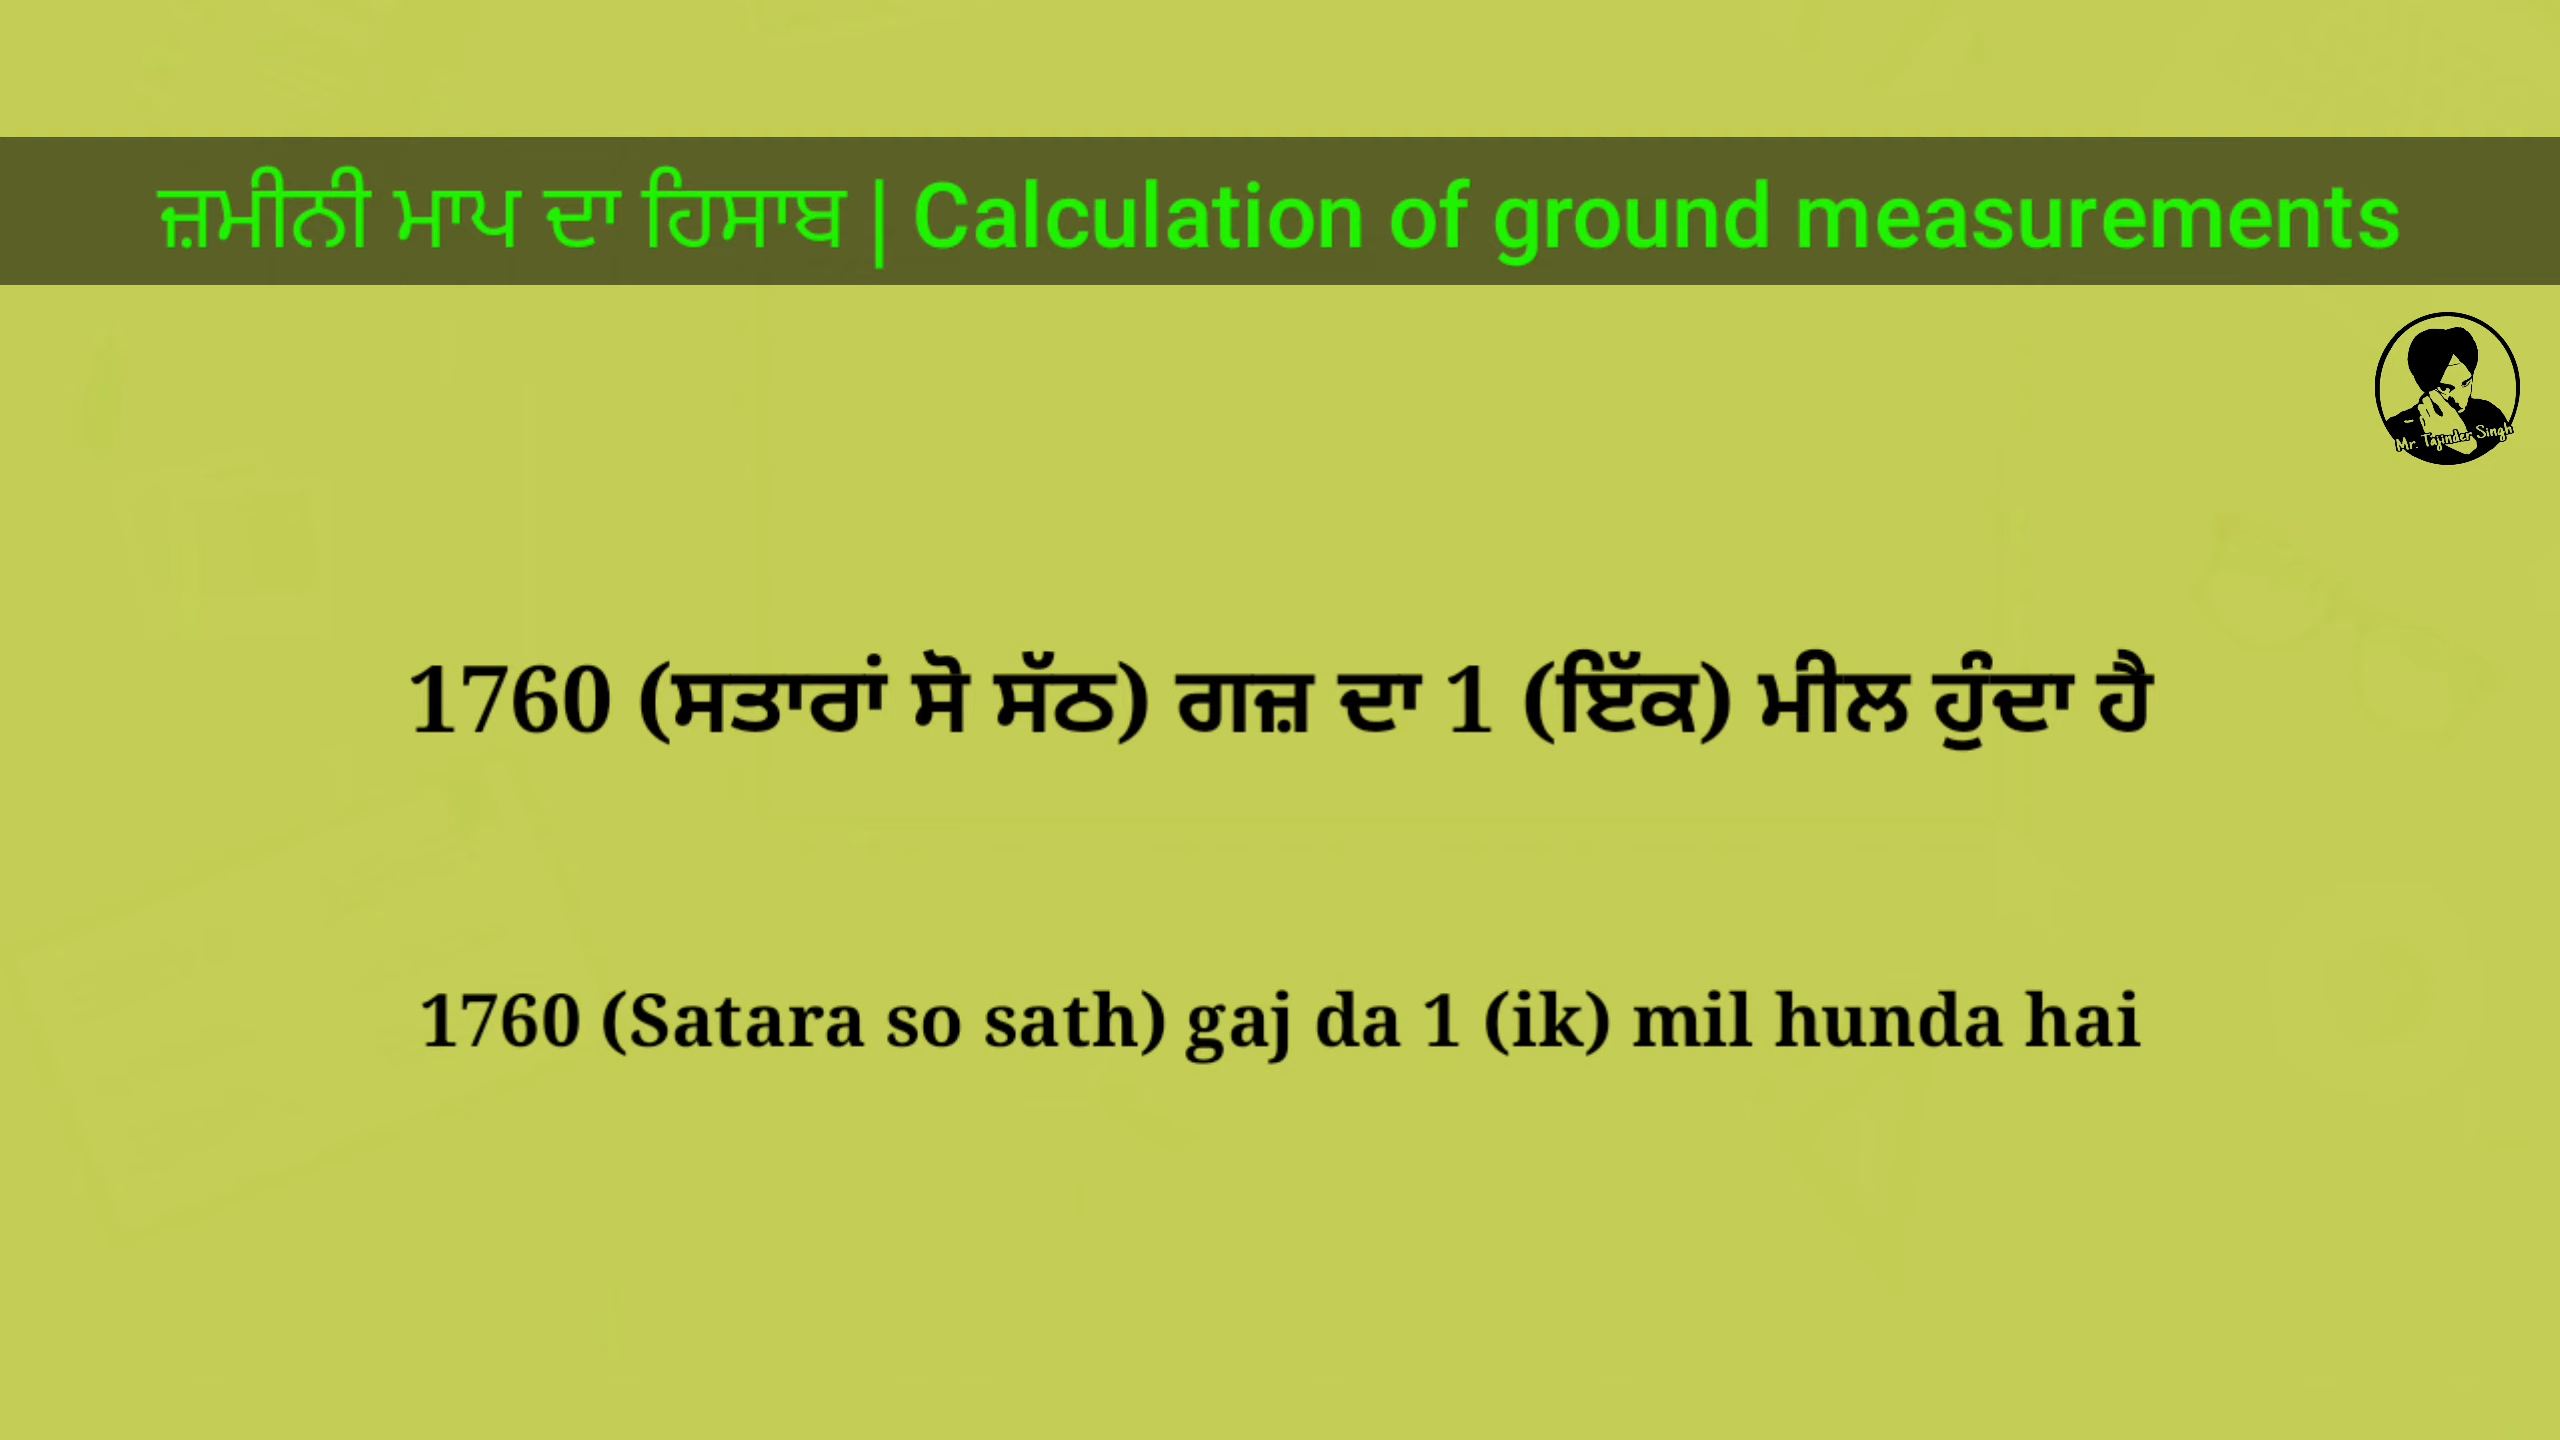 ਜ਼ਮੀਨੀ ਮਾਪ ਦਾ ਹਿਸਾਬ | Calculation of ground measurements
Mr. Tajinder Singh
1760 (ਸਤਾਰਾਂ ਸੋ ਸੱਠ) ਗਜ਼ ਦਾ 1 (ਇੱਕ) ਮੀਲ ਹੁੰਦਾ ਹੈ
1760 (Satara so sath) gaj da 1 (ik) mil hunda hai